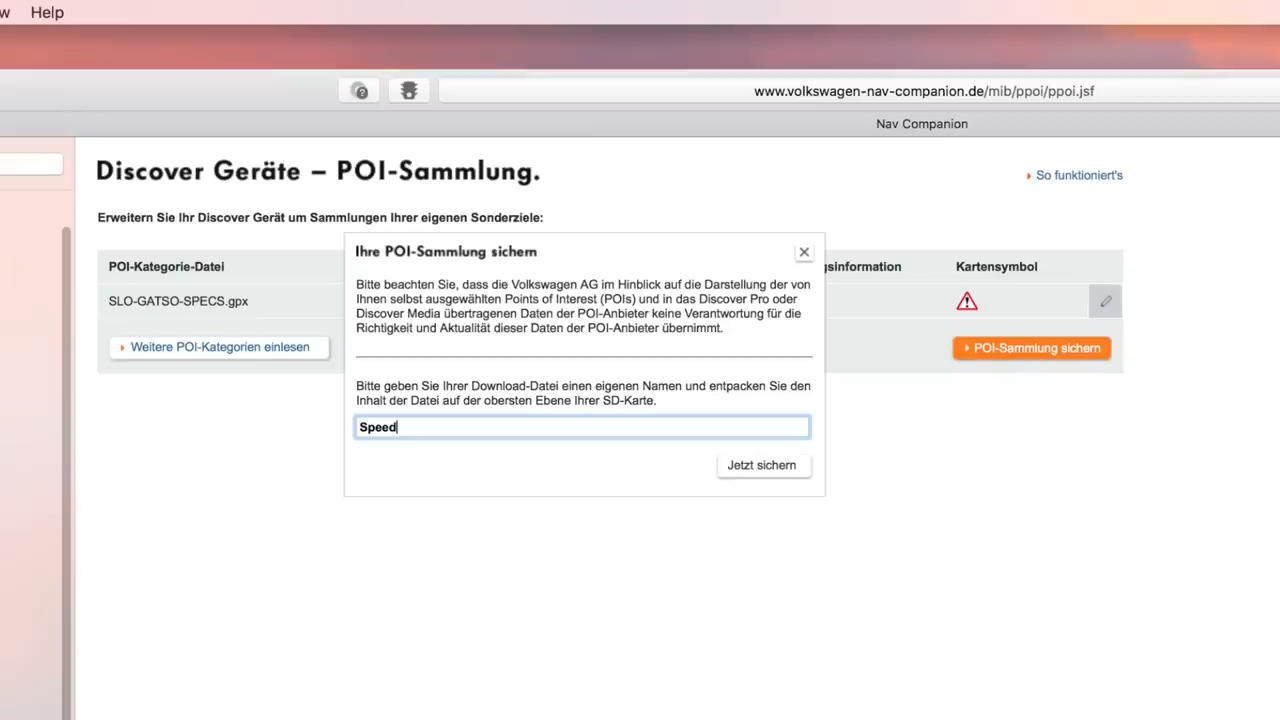 w Help
www.volkswagen-nav-companion.de/mib/ppoi/ppoi.jsf
Nav Companion
Discover Geräte – POI-Sammlung.
So funktioniert's
Erweitern Sie Ihr Discover Gerät um Sammlungen Ihrer eigenen Sonderziele:
POI-Kategorie-Datei
gsinformation
Kartensymbol
SLO-GATSO-SPECS.gpx
Weitere POI-Kategorien einlesen
POI-Sammlung sichern
Ihre POI-Sammlung sichern
Bitte beachten Sie, dass die Volkswagen AG im Hinblick auf die Darstellung der von
Ihnen selbst ausgewählten Points of Interest (POIs) und in das Discover Pro oder
Discover Media übertragenen Daten der POI-Anbieter keine Verantwortung für die
Richtigkeit und Aktualität dieser Daten der POI-Anbieter übernimmt.
Bitte geben Sie Ihrer Download-Datei einen eigenen Namen und entpacken Sie den
Inhalt der Datei auf der obersten Ebene Ihrer SD-Karte.
Speed
Jetzt sichern